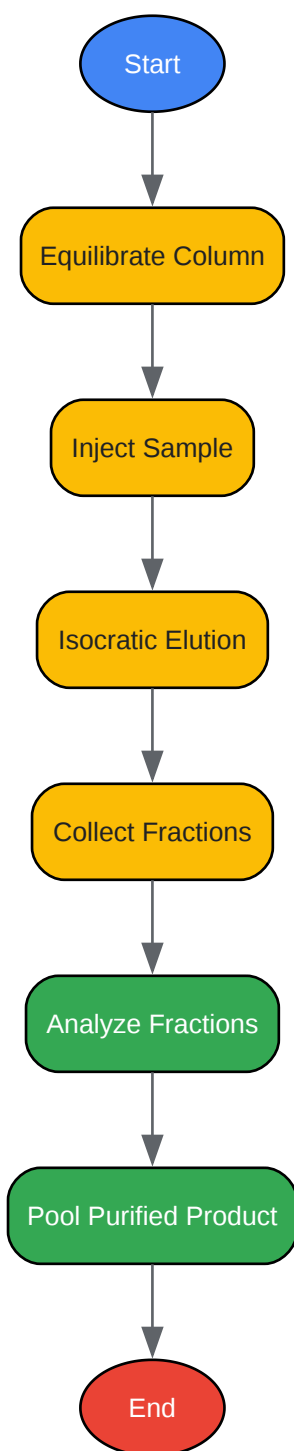 Start
Equilibrate Column
Inject Sample
Isocratic Elution
Collect Fractions
Analyze Fractions
Pool Purified Product
End